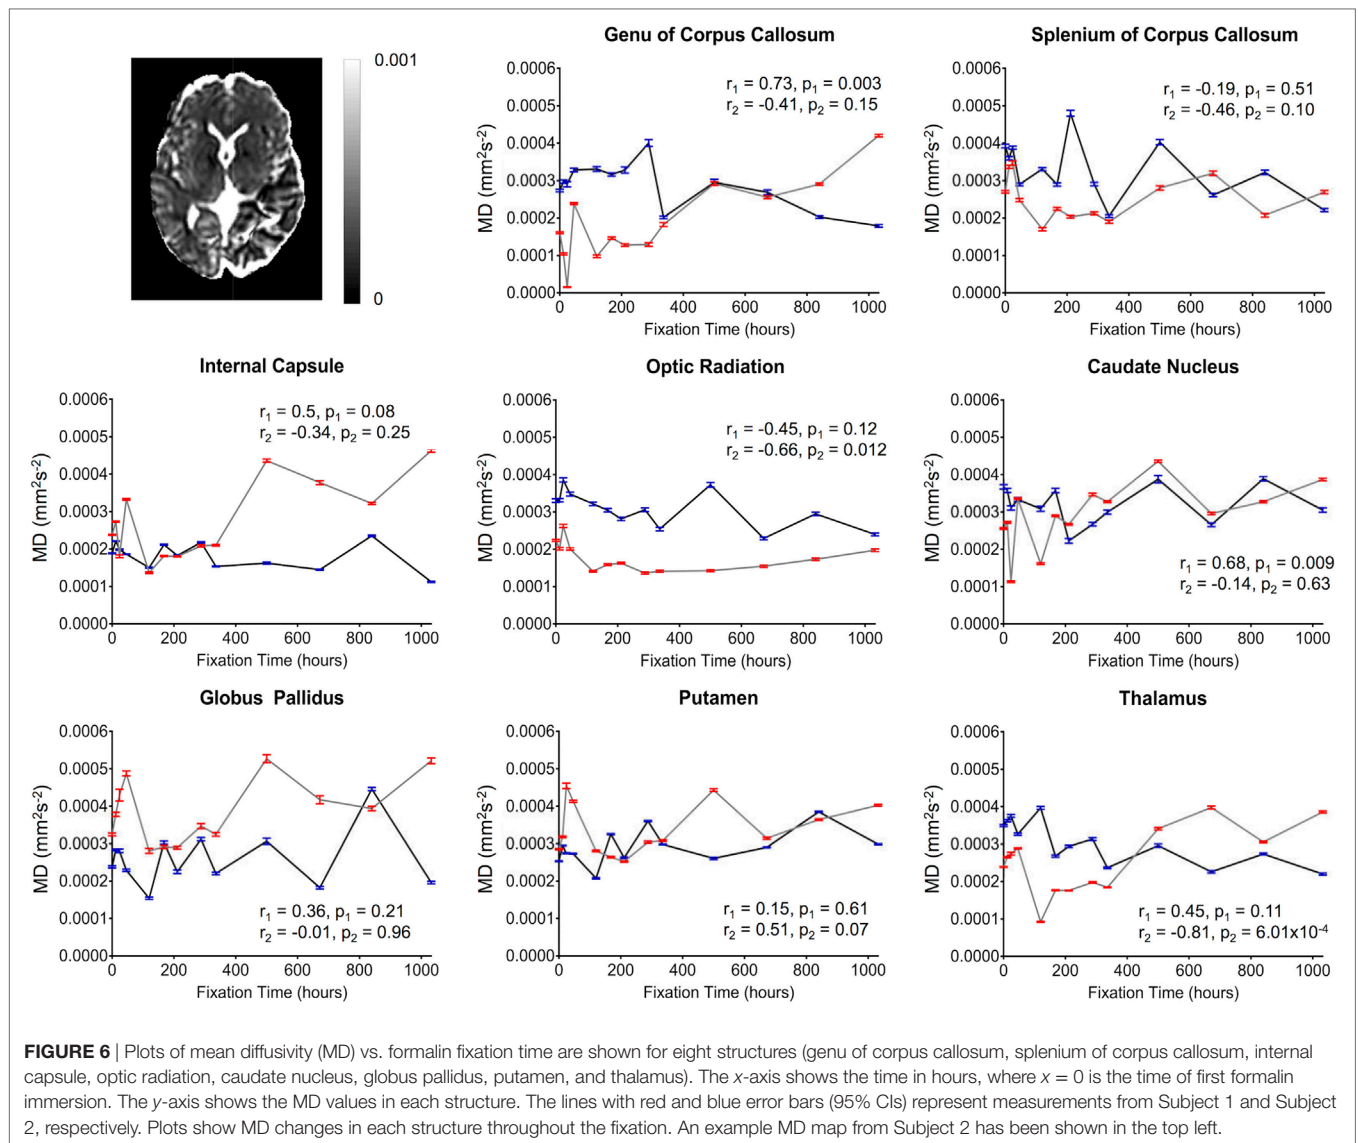 0.001
0
Genu of Corpus Callosum
MD (mm²s⁻²)
0.0006
0.0005
0.0004
0.0003
0.0002
0.0001
0.0000
r₁ = 0.73, p₁ = 0.003
r₂ = -0.41, p₂ = 0.15
0 200 400 600 800 1000
Fixation Time (hours)
Splenium of Corpus Callosum
MD (mm²s⁻²)
0.0006
0.0005
0.0004
0.0003
0.0002
0.0001
0.0000
r₁ = -0.19, p₁ = 0.51
r₂ = -0.46, p₂ = 0.10
0 200 400 600 800 1000
Fixation Time (hours)
Internal Capsule
MD (mm²s⁻²)
0.0006
0.0005
0.0004
0.0003
0.0002
0.0001
0.0000
r₁ = 0.5, p₁ = 0.08
r₂ = -0.34, p₂ = 0.25
0 200 400 600 800 1000
Fixation Time (hours)
Optic Radiation
MD (mm²s⁻²)
0.0006
0.0005
0.0004
0.0003
0.0002
0.0001
0.0000
r₁ = -0.45, p₁ = 0.12
r₂ = -0.66, p₂ = 0.012
0 200 400 600 800 1000
Fixation Time (hours)
Caudate Nucleus
MD (mm²s⁻²)
0.0006
0.0005
0.0004
0.0003
0.0002
0.0001
0.0000
r₁ = 0.68, p₁ = 0.009
r₂ = -0.14, p₂ = 0.63
0 200 400 600 800 1000
Fixation Time (hours)
Globus Pallidus
MD (mm²s⁻²)
0.0006
0.0005
0.0004
0.0003
0.0002
0.0001
0.0000
r₁ = 0.36, p₁ = 0.21
r₂ = -0.01, p₂ = 0.96
0 200 400 600 800 1000
Fixation Time (hours)
Putamen
MD (mm²s⁻²)
0.0006
0.0005
0.0004
0.0003
0.0002
0.0001
0.0000
r₁ = 0.15, p₁ = 0.61
r₂ = 0.51, p₂ = 0.07
0 200 400 600 800 1000
Fixation Time (hours)
Thalamus
MD (mm²s⁻²)
0.0006
0.0005
0.0004
0.0003
0.0002
0.0001
0.0000
r₁ = 0.45, p₁ = 0.11
r₂ = -0.81, p₂ = 6.01x10⁻⁴
0 200 400 600 800 1000
Fixation Time (hours)
FIGURE 6 | Plots of mean diffusivity (MD) vs. formalin fixation time are shown for eight structures (genu of corpus callosum, splenium of corpus callosum, internal
capsule, optic radiation, caudate nucleus, globus pallidus, putamen, and thalamus). The x-axis shows the time in hours, where x = 0 is the time of first formalin
immersion. The y-axis shows the MD values in each structure. The lines with red and blue error bars (95% CIs) represent measurements from Subject 1 and Subject
2, respectively. Plots show MD changes in each structure throughout the fixation. An example MD map from Subject 2 has been shown in the top left.